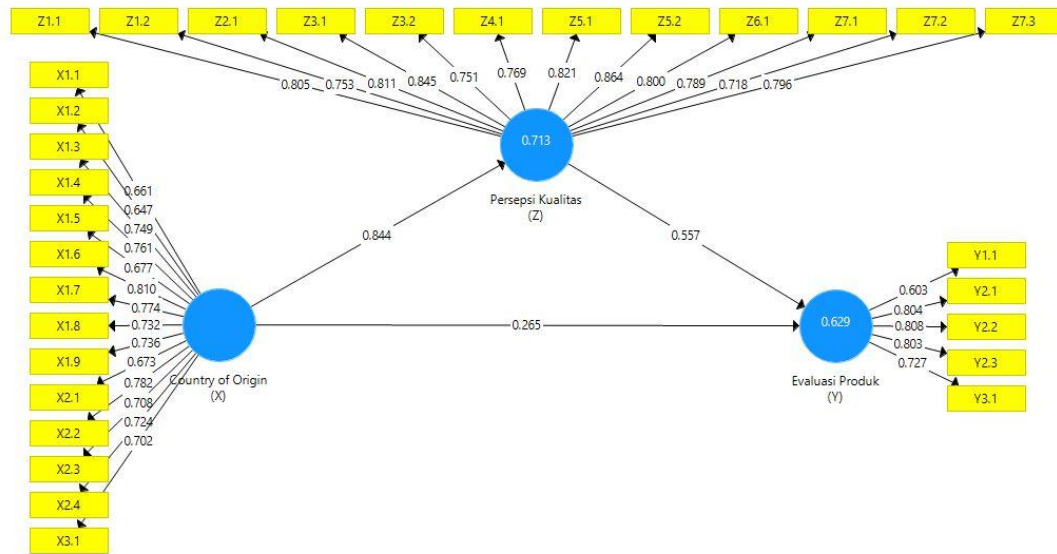 Z1.1 Z1.2 Z2.1 Z3.1 Z3.2 Z4.1 Z5.1 Z5.2 Z6.1 Z7.1 Z7.2 Z7.3
0.805 0.753 0.811 0.845 0.751 0.769 0.821 0.864 0.800 0.789 0.718 0.796
X1.1
X1.2
X1.3
X1.4
X1.5
X1.6
X1.7
X1.8
X1.9
X2.1
X2.2
X2.3
X2.4
X3.1
0.661
0.647
0.749
0.761
0.677
0.810
0.774
0.732
0.736
0.673
0.782
0.708
0.724
0.702
Country of Origin
(X)
0.713
Persepsi Kualitas
(Z)
0.844
0.557
0.265
0.629
Evaluasi Produk
(Y)
0.603
0.804
0.808
0.803
0.727
Y1.1
Y2.1
Y2.2
Y2.3
Y3.1